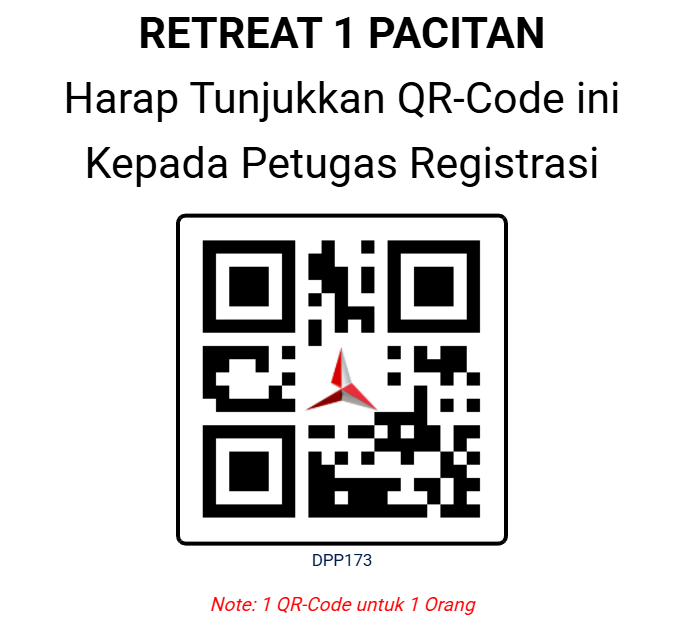 RETREAT 1 PACITAN
Harap Tunjukkan QR-Code ini
Kepada Petugas Registrasi
DPP173
Note: 1 QR-Code untuk 1 Orang